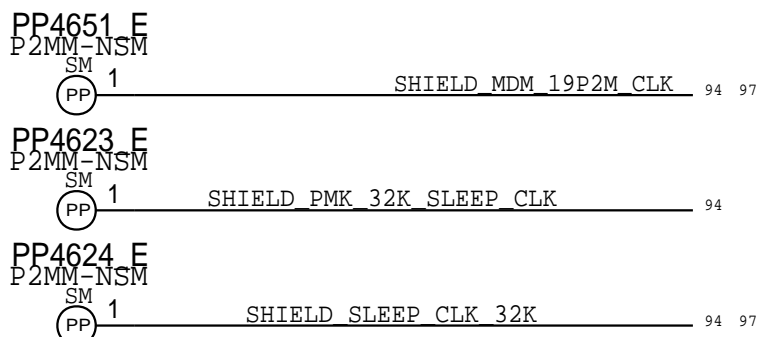 PP4651_E
P2MM-NSM
SM
PP 1 SHIELD_MDM_19P2M_CLK 94 97
PP4623_E
P2MM-NSM
SM
PP 1 SHIELD_PMK_32K_SLEEP_CLK 94
PP4624_E
P2MM-NSM
SM
PP 1 SHIELD_SLEEP_CLK_32K 94 97